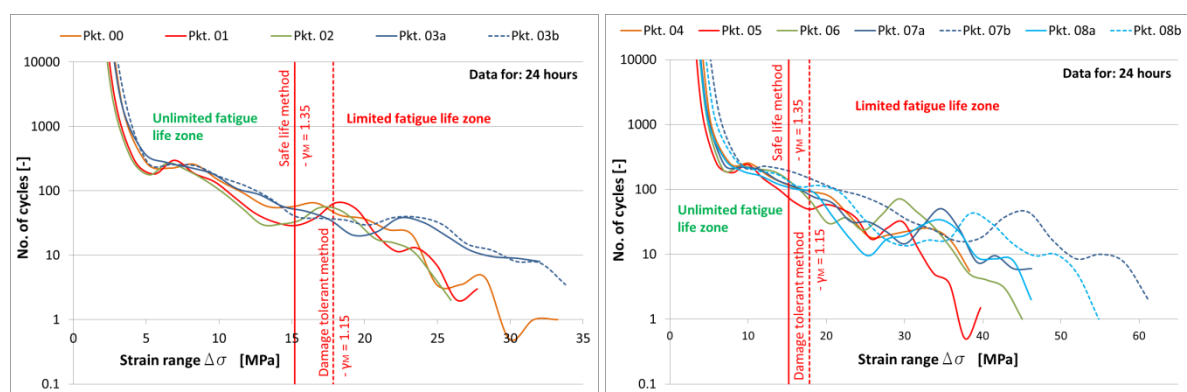 Pkt. 00 Pkt. 01 Pkt. 02 Pkt. 03a Pkt. 03b
10000
1000
100
10
1
0.1
No. of cycles [-]
0 5 10 15 20 25 30 35
Strain range Δσ [MPa]
Unlimited fatigue
life zone
Safe life method
- γM = 1.35
Damage tolerant method
- γM = 1.15
Data for: 24 hours
Limited fatigue life zone
Pkt. 04 Pkt. 05 Pkt. 06 Pkt. 07a Pkt. 07b Pkt. 08a Pkt. 08b
10000
1000
100
10
1
0.1
No. of cycles [-]
0 10 20 30 40 50 60
Strain range Δσ [MPa]
Unlimited fatigue
life zone
Safe life method
- γM = 1.35
Damage tolerant method
- γM = 1.15
Data for: 24 hours
Limited fatigue life zone